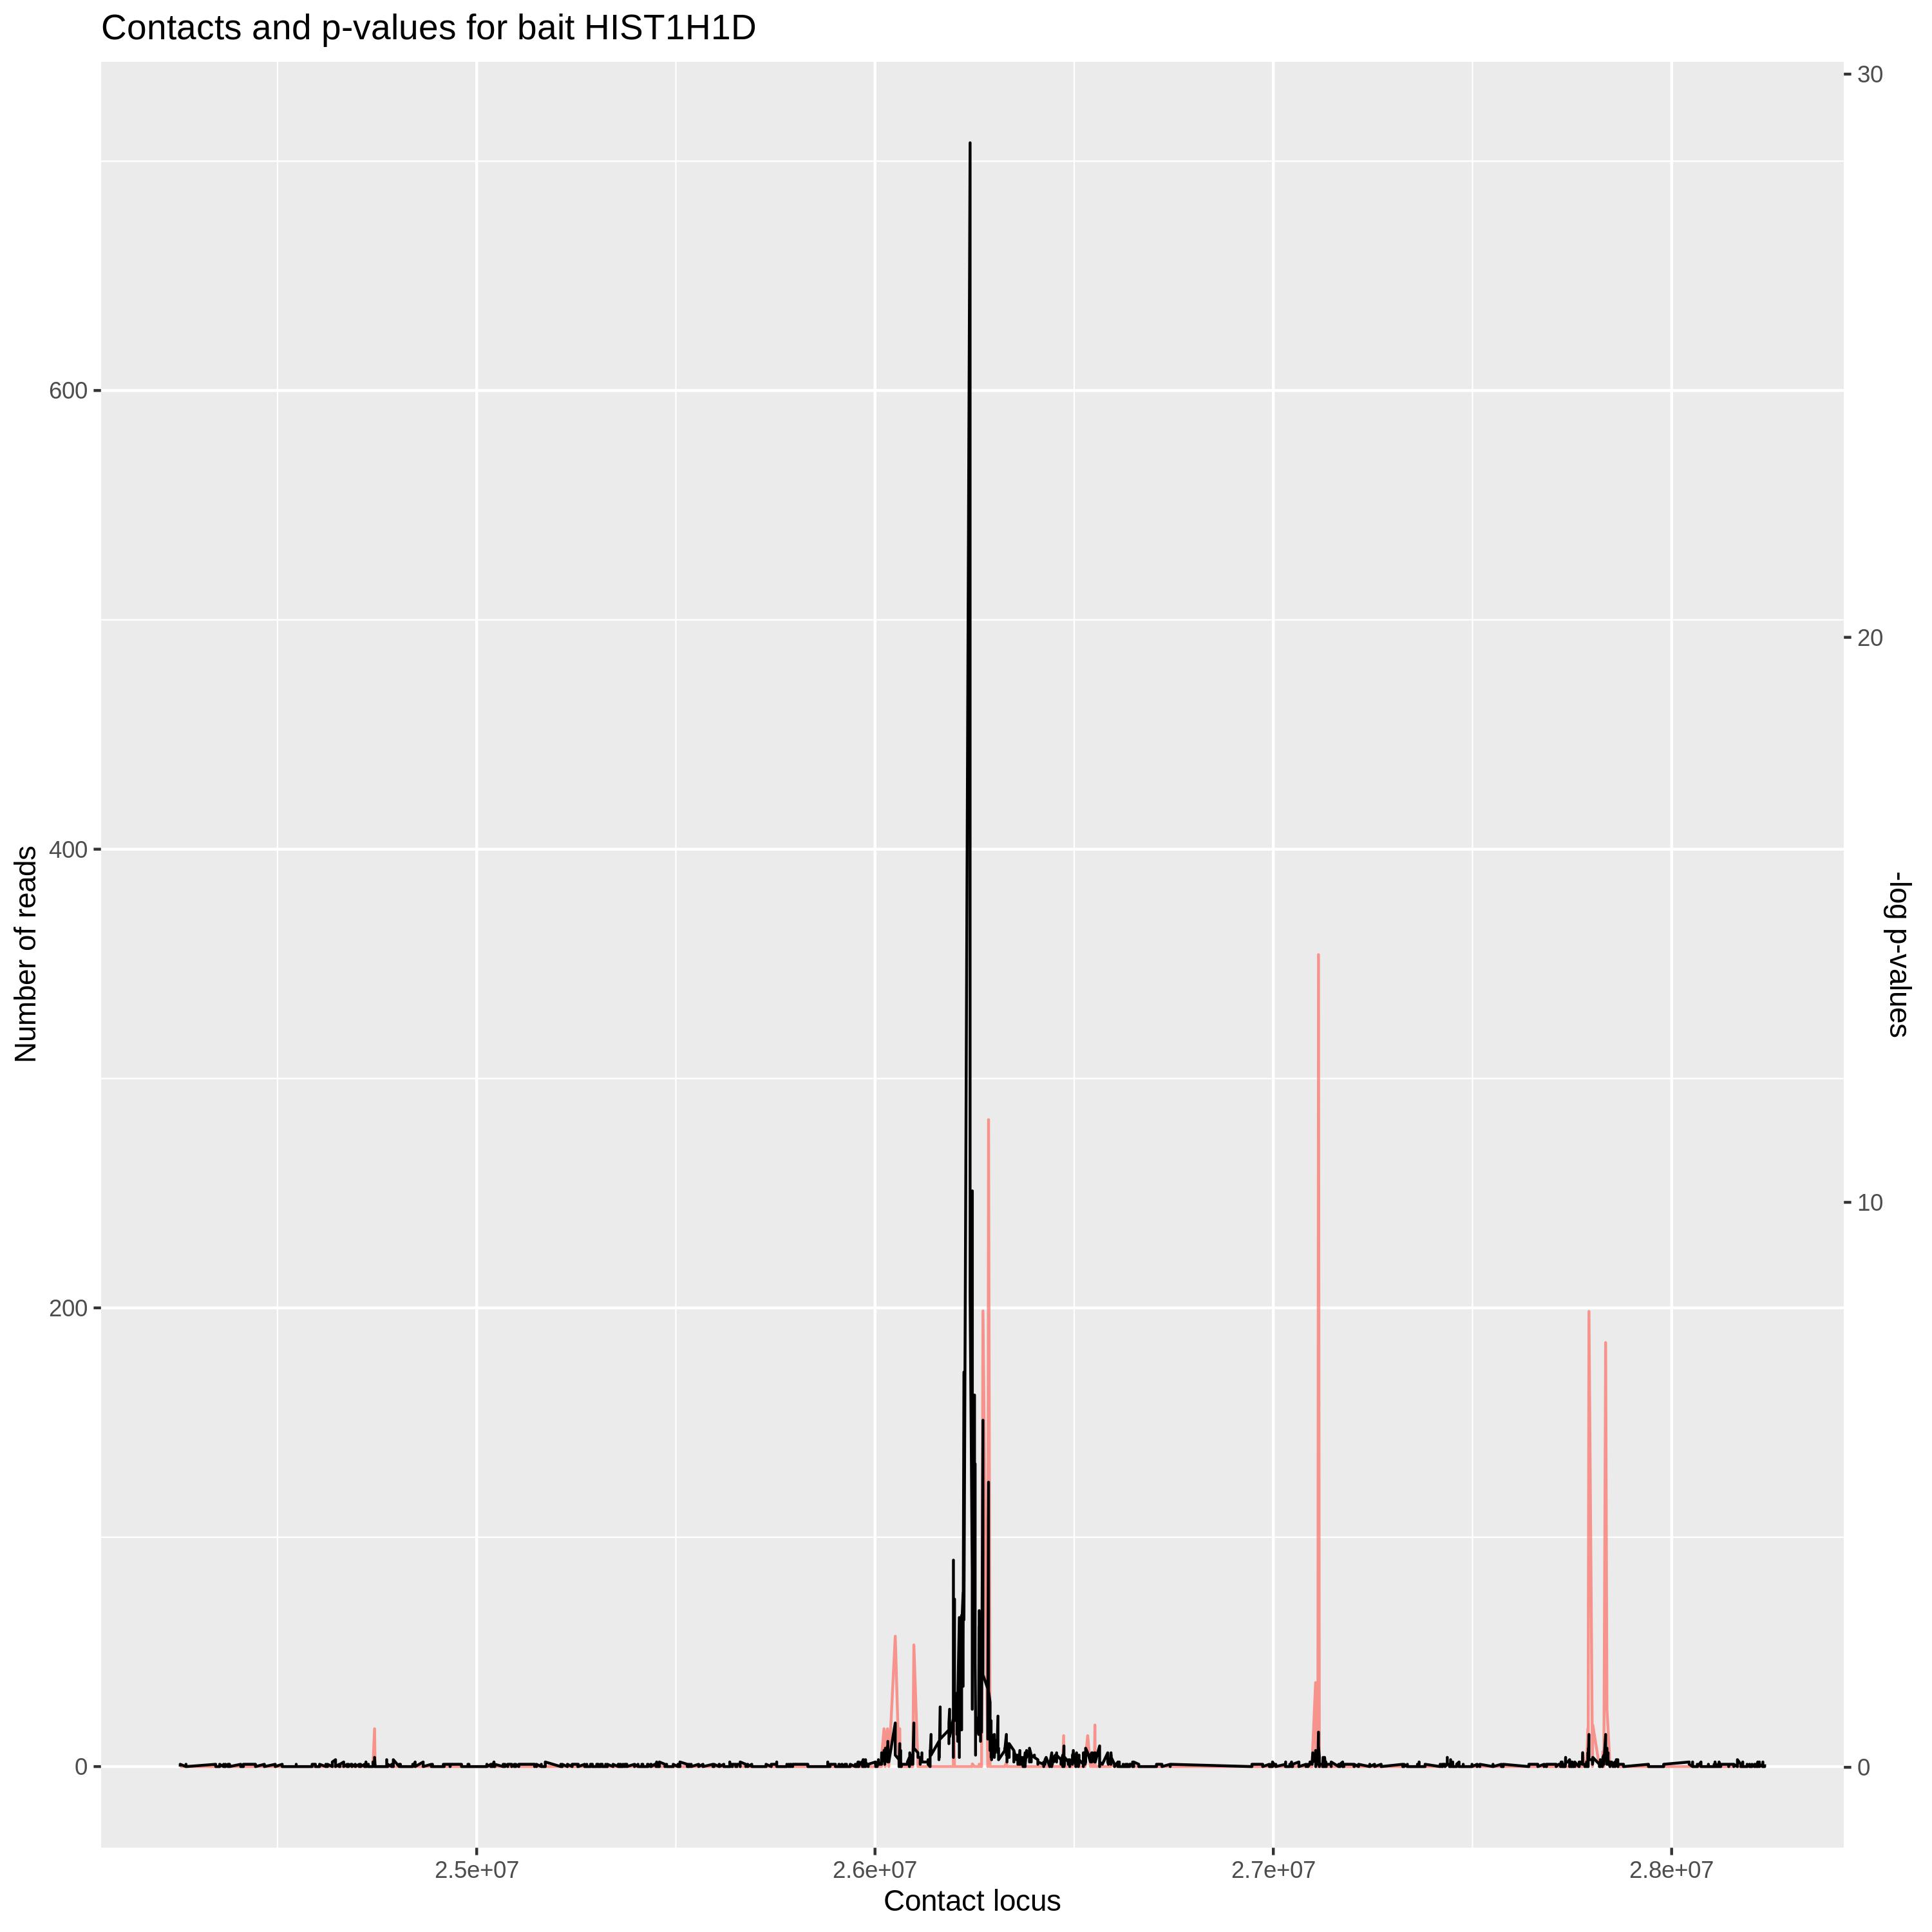 Contacts and p-values for bait HIST1H1D
30
600
20
400
Number of reads
-log p-values
10
200
0
0
2.5e+07
2.6e+07
2.7e+07
2.8e+07
Contact locus